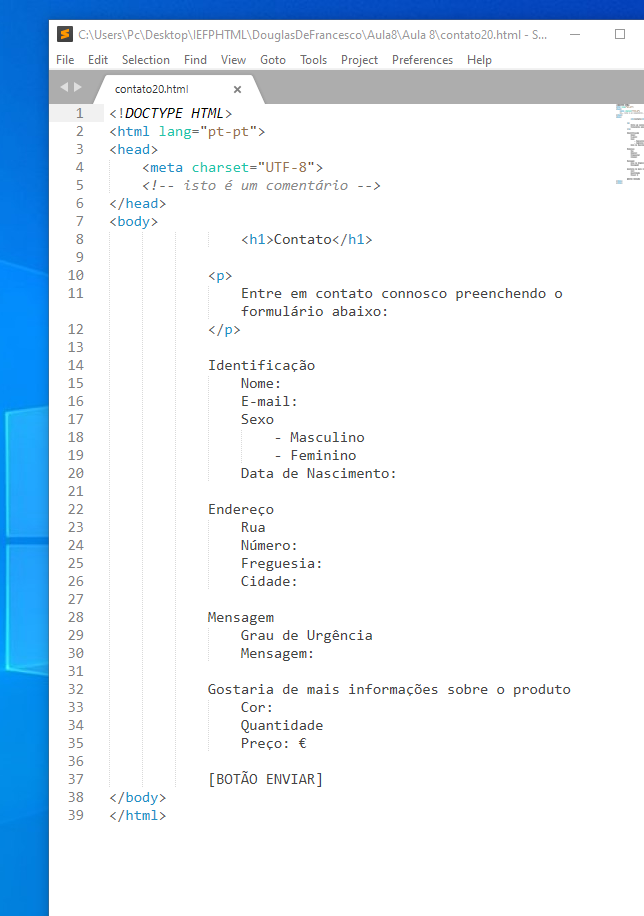 C:\Users\Pc\Desktop\IEFPHTML\DouglasDeFrancesco\Aula8\Aula 8\contato20.html - S...
File Edit Selection Find View Goto Tools Project Preferences Help
contato20.html ×
1 <!DOCTYPE HTML>
2 <html lang="pt-pt">
3 <head>
4 <meta charset="UTF-8">
5 <!-- isto é um comentário -->
6 </head>
7 <body>
8 <h1>Contato</h1>
9
10 <p>
11 Entre em contato connosco preenchendo o
formulário abaixo:
12 </p>
13
14 Identificação
15 Nome:
16 E-mail:
17 Sexo
18 - Masculino
19 - Feminino
20 Data de Nascimento:
21
22 Endereço
23 Rua
24 Número:
25 Freguesia:
26 Cidade:
27
28 Mensagem
29 Grau de Urgência
30 Mensagem:
31
32 Gostaria de mais informações sobre o produto
33 Cor:
34 Quantidade
35 Preço: €
36
37 [BOTÃO ENVIAR]
38 </body>
39 </html>